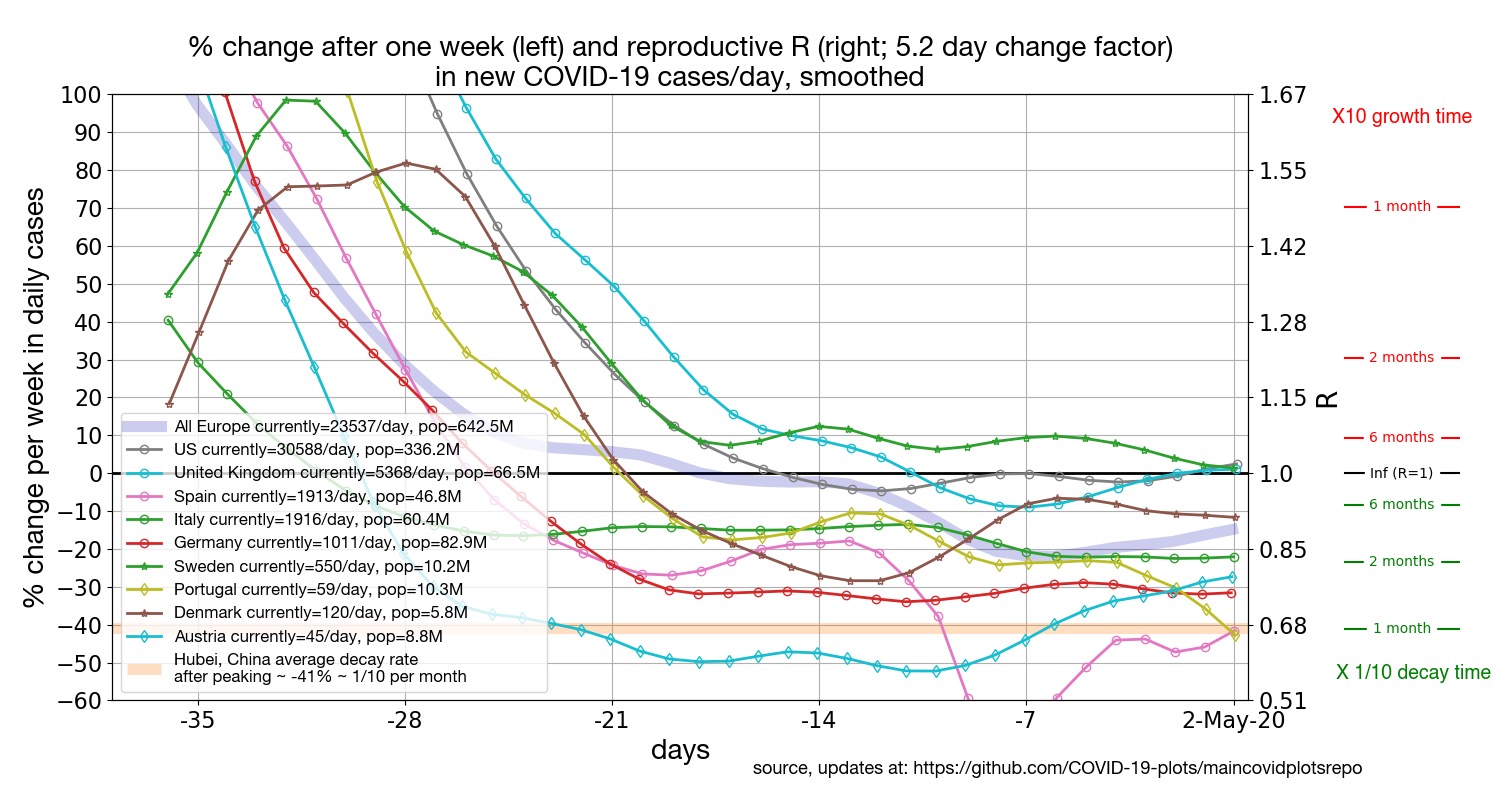 % change after one week (left) and reproductive R (right; 5.2 day change factor)
in new COVID-19 cases/day, smoothed
% change per week in daily cases
100
90
80
70
60
50
40
30
20
10
0
−10
−20
−30
−40
−50
−60
All Europe currently=23537/day, pop=642.5M
US currently=30588/day, pop=336.2M
United Kingdom currently=5368/day, pop=66.5M
Spain currently=1913/day, pop=46.8M
Italy currently=1916/day, pop=60.4M
Germany currently=1011/day, pop=82.9M
Sweden currently=550/day, pop=10.2M
Portugal currently=59/day, pop=10.3M
Denmark currently=120/day, pop=5.8M
Austria currently=45/day, pop=8.8M
Hubei, China average decay rate
after peaking ~ -41% ~ 1/10 per month
-35
-28
-21
-14
-7
2-May-20
days
1.67
1.55
1.42
1.28
1.15
1.0
0.85
0.68
0.51
R
X10 growth time
1 month
2 months
6 months
Inf (R=1)
6 months
2 months
1 month
X 1/10 decay time
source, updates at: https://github.com/COVID-19-plots/maincovidplotsrepo